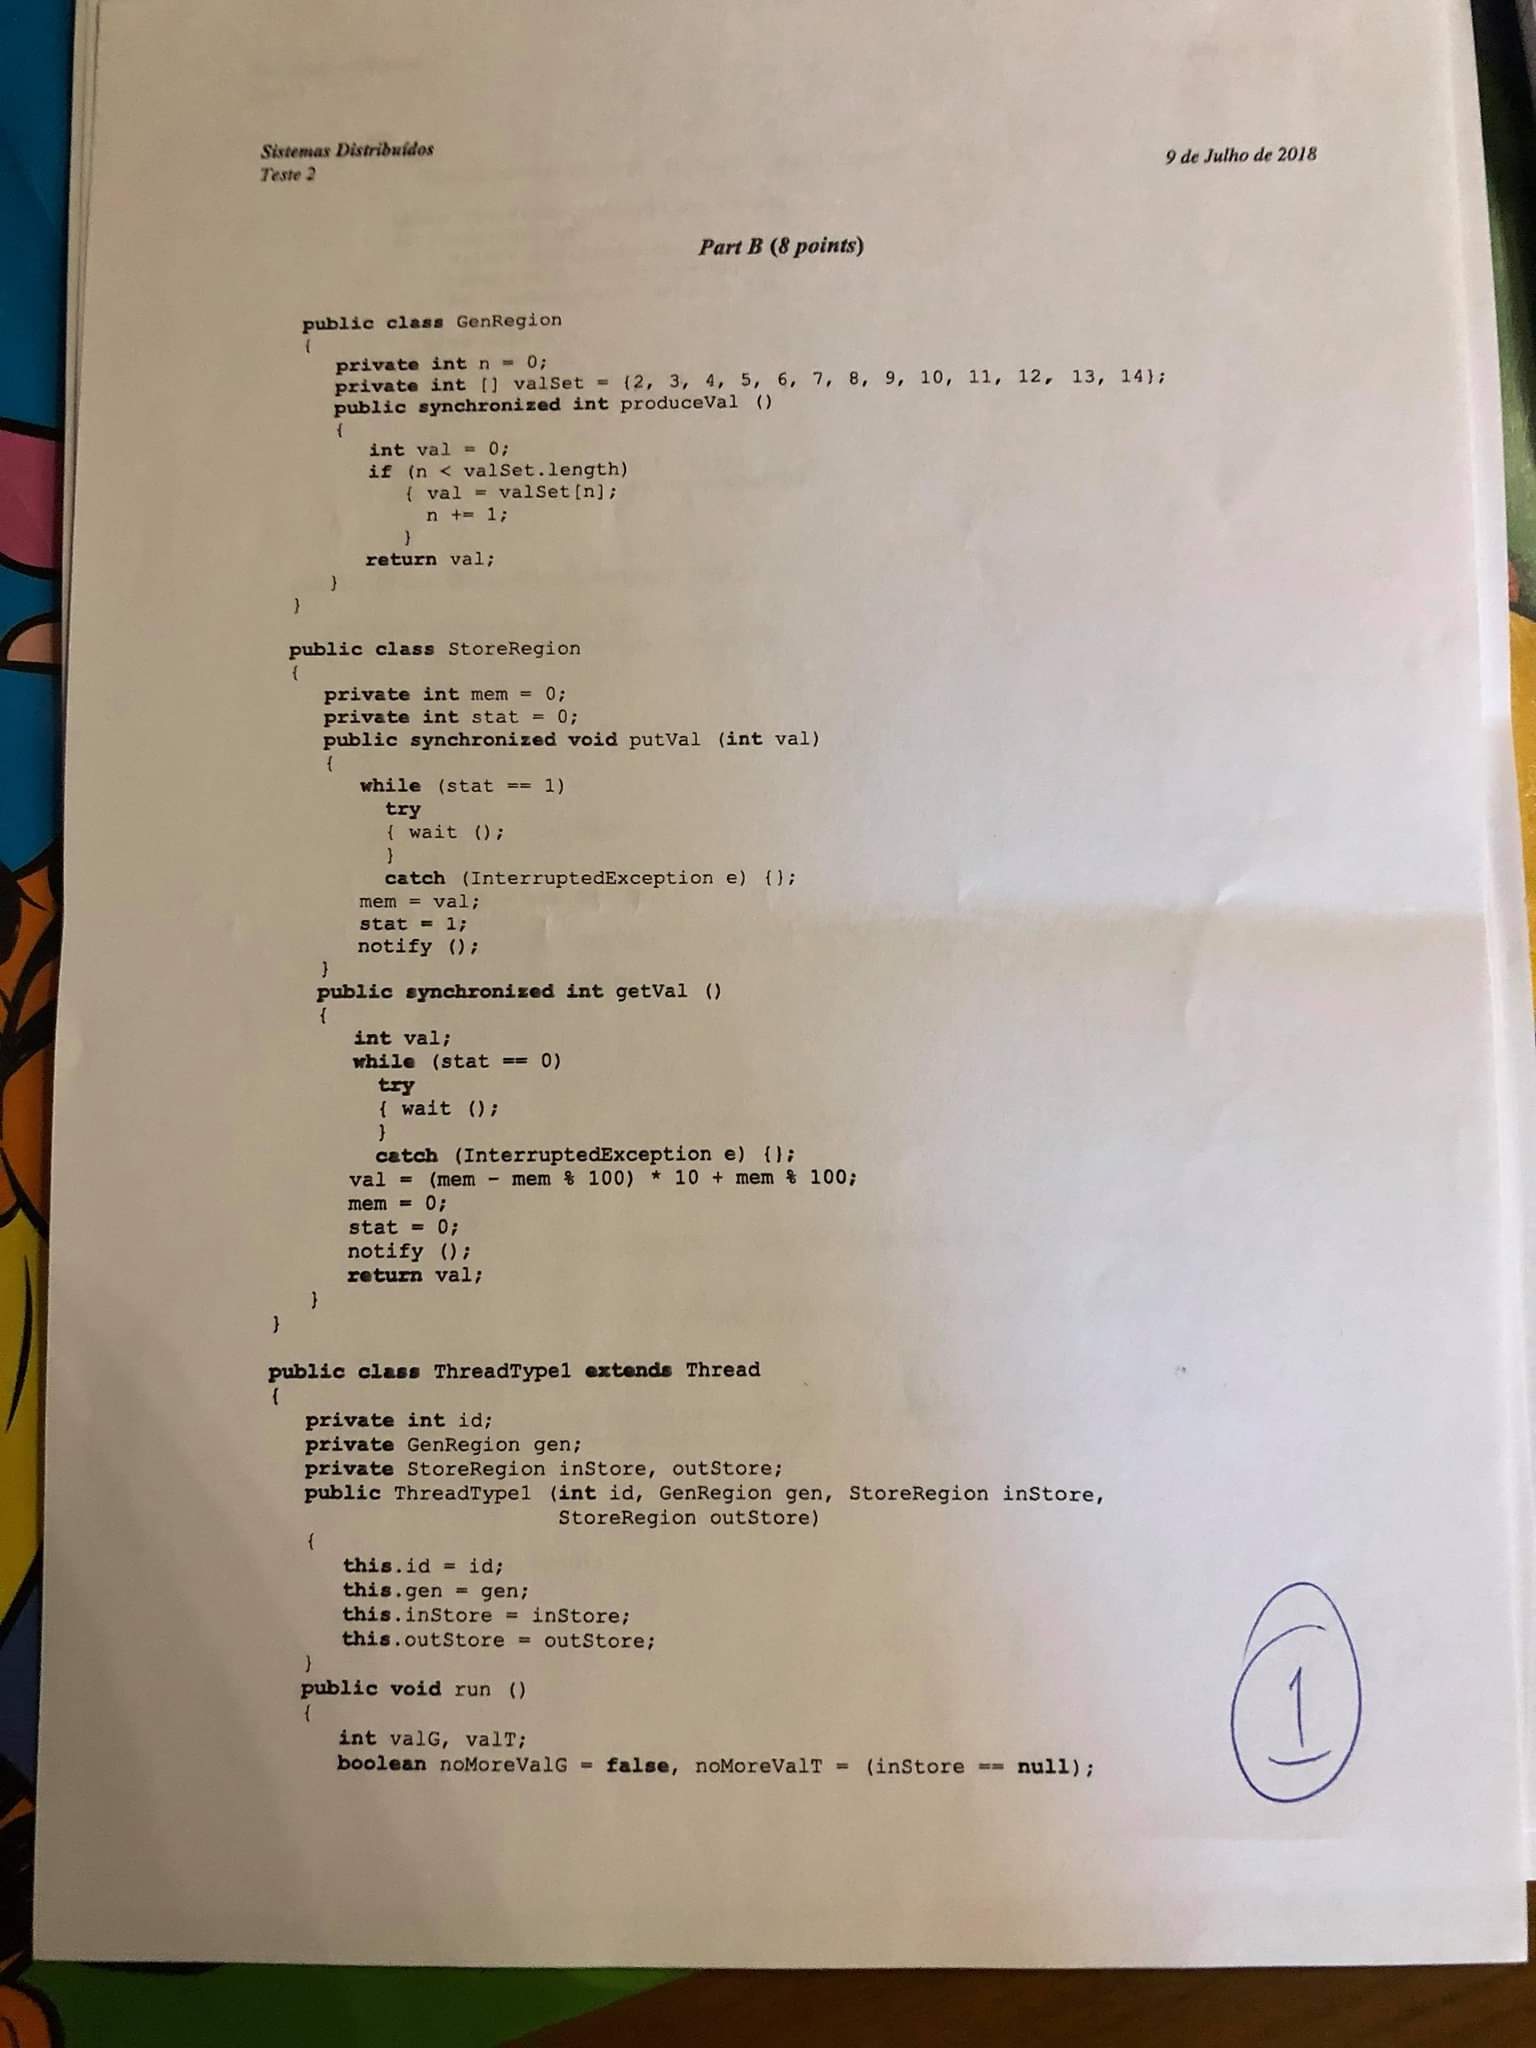 Sistemas Distribuídos
9 de Julho de 2018
Teste 2
Part B (8 points)
public class GenRegion
{
private int n = 0;
private int [] valSet = {2, 3, 4, 5, 6, 7, 8, 9, 10, 11, 12, 13, 14};
public synchronized int produceVal ()
{
int val = 0;
if (n < valSet.length)
{ val = valSet[n];
n += 1;
}
return val;
}
}
public class StoreRegion
{
private int mem = 0;
private int stat = 0;
public synchronized void putVal (int val)
{
while (stat == 1)
try
{ wait ();
}
catch (InterruptedException e) {};
mem = val;
stat = 1;
notify ();
}
public synchronized int getVal ()
{
int val;
while (stat == 0)
try
{ wait ();
}
catch (InterruptedException e) {};
val = (mem - mem % 100) * 10 + mem % 100;
mem = 0;
stat = 0;
notify ();
return val;
}
}
public class ThreadType1 extends Thread
{
private int id;
private GenRegion gen;
private StoreRegion inStore, outStore;
public ThreadType1 (int id, GenRegion gen, StoreRegion inStore,
StoreRegion outStore)
{
this.id = id;
this.gen = gen;
this.inStore = inStore;
this.outStore = outStore;
}
public void run ()
{
int valG, valT;
boolean noMoreValG = false, noMoreValT = (inStore == null);
1